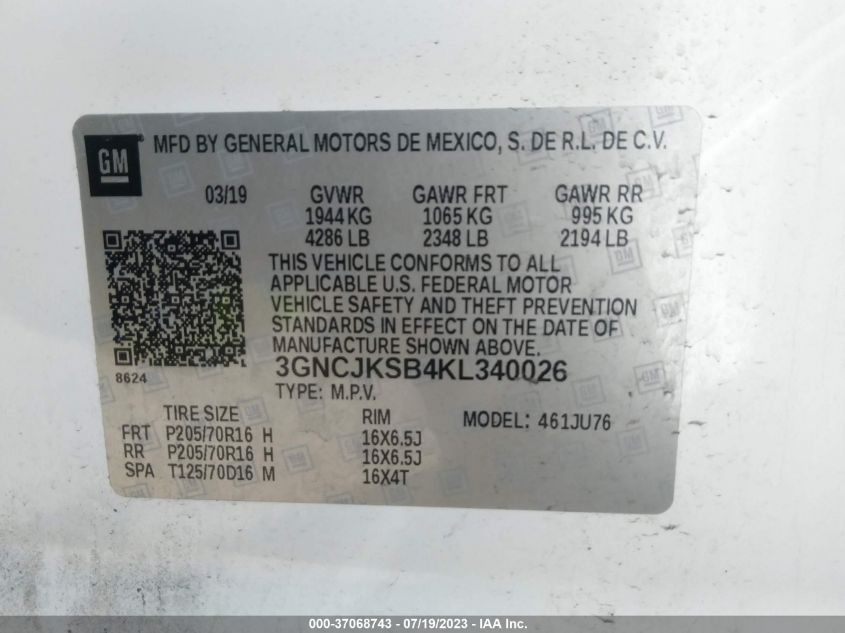 GM
MFD BY GENERAL MOTORS DE MEXICO, S. DE R.L. DE C.V.
03/19 GVWR GAWR FRT GAWR RR
1944 KG 1065 KG 995 KG
4286 LB 2348 LB 2194 LB
THIS VEHICLE CONFORMS TO ALL
APPLICABLE U.S. FEDERAL MOTOR
VEHICLE SAFETY AND THEFT PREVENTION
STANDARDS IN EFFECT ON THE DATE OF
MANUFACTURE SHOWN ABOVE.
8624
3GNCJKSB4KL340026
TYPE: M.P.V.
TIRE SIZE RIM MODEL: 461JU76
FRT P205/70R16 H 16X6.5J
RR P205/70R16 H 16X6.5J
SPA T125/70D16 M 16X4T
000-37068743 - 07/19/2023 - IAA Inc.